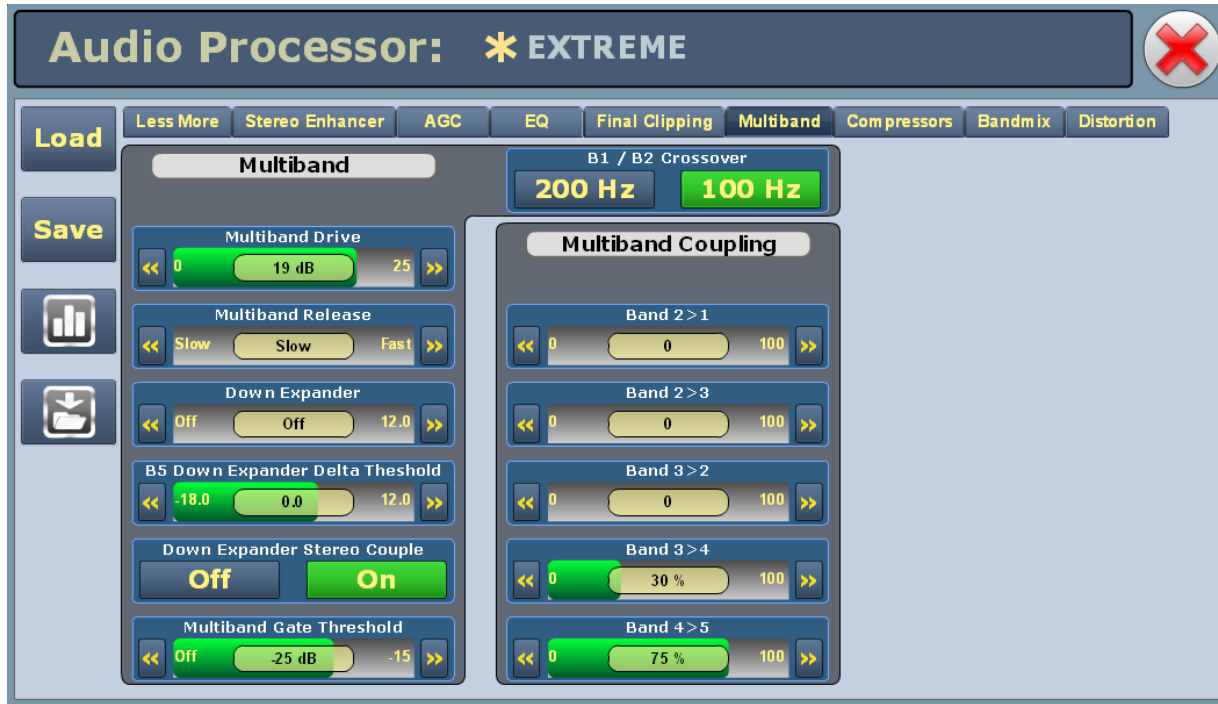 Audio Processor: * EXTREME
Load
Save
Less More Stereo Enhancer AGC EQ Final Clipping Multiband Compressors Bandmix Distortion
Multiband
B1 / B2 Crossover
200 Hz 100 Hz
Multiband Drive
« 0 19 dB 25 »
Multiband Release
« Slow Slow Fast »
Down Expander
« Off Off 12.0 »
B5 Down Expander Delta Theshold
« -18.0 0.0 12.0 »
Down Expander Stereo Couple
Off On
Multiband Gate Threshold
« Off -25 dB -15 »
Multiband Coupling
Band 2>1
« 0 0 100 »
Band 2>3
« 0 0 100 »
Band 3>2
« 0 0 100 »
Band 3>4
« 0 30 % 100 »
Band 4>5
« 0 75 % 100 »